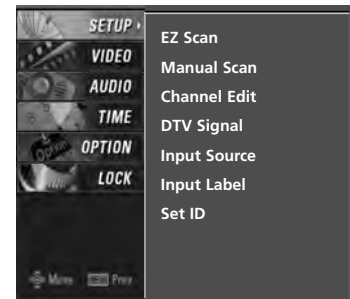 SETUP
VIDEO
AUDIO
TIME
OPTION
LOCK
Menu MENU Prev
EZ Scan
Manual Scan
Channel Edit
DTV Signal
Input Source
Input Label
Set ID